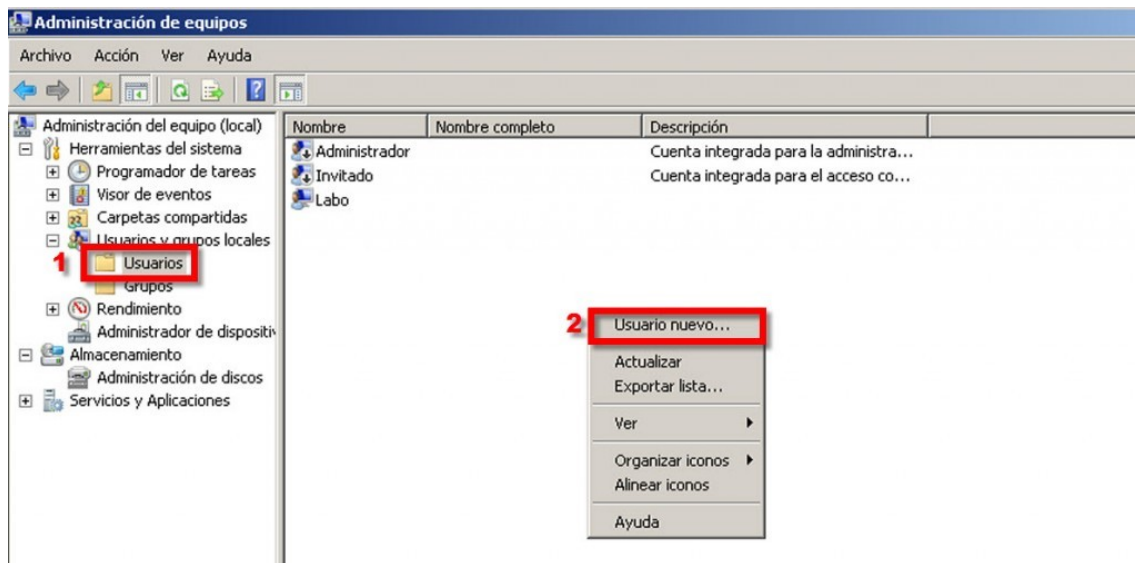 Administración de equipos
Archivo Acción Ver Ayuda
Administración del equipo (local)
Herramientas del sistema
Programador de tareas
Visor de eventos
Carpetas compartidas
Usuarios y grupos locales
1 Usuarios
Grupos
Rendimiento
Administrador de dispositiv
Almacenamiento
Administración de discos
Servicios y Aplicaciones
Nombre Nombre completo Descripción
Administrador Cuenta integrada para la administra...
Invitado Cuenta integrada para el acceso co...
Labo
2 Usuario nuevo...
Actualizar
Exportar lista...
Ver
Organizar iconos
Alinear iconos
Ayuda